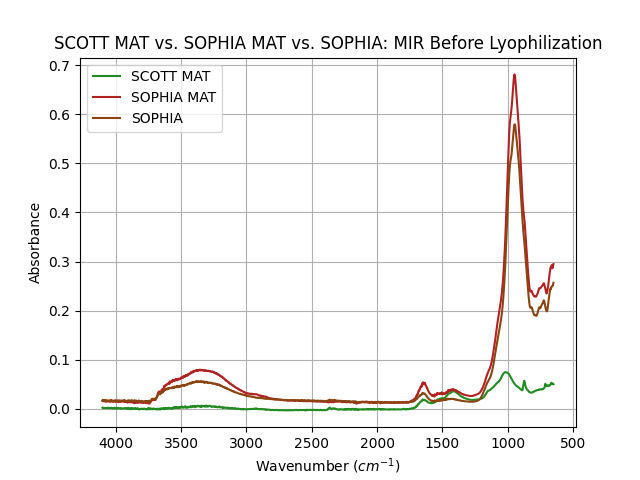 SCOTT MAT vs. SOPHIA MAT vs. SOPHIA: MIR Before Lyophilization
SCOTT MAT
SOPHIA MAT
SOPHIA
Absorbance
0.7
0.6
0.5
0.4
0.3
0.2
0.1
0.0
4000 3500 3000 2500 2000 1500 1000 500
Wavenumber (cm⁻¹)